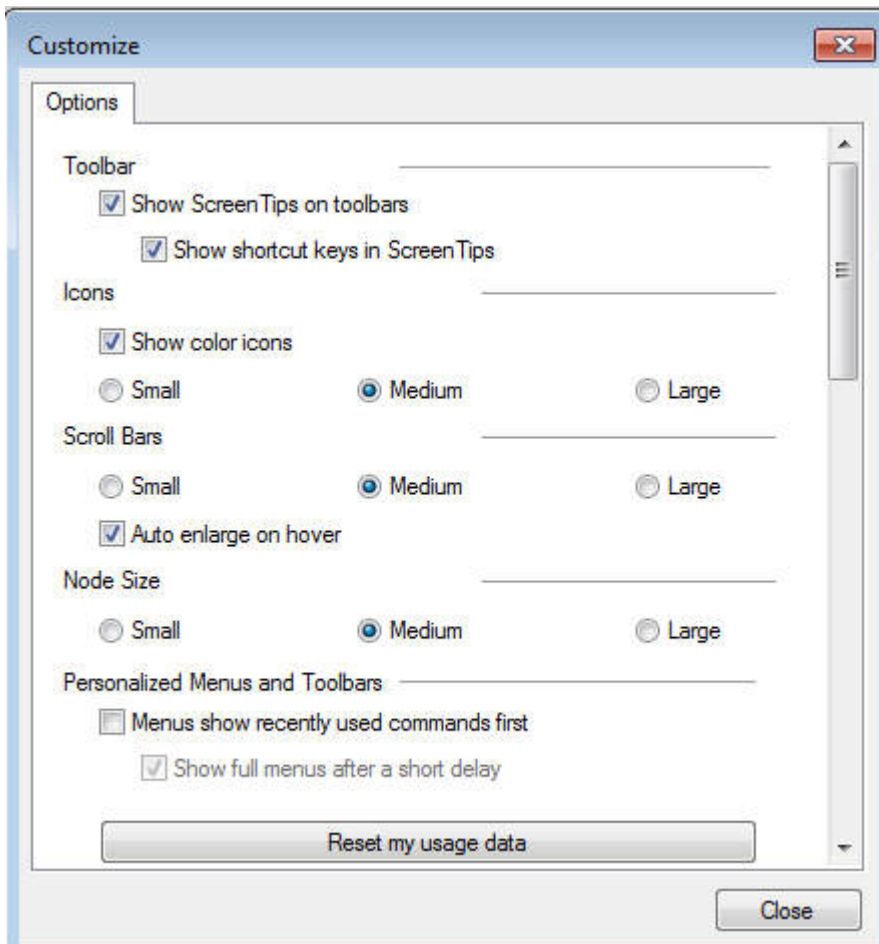 Customize
Options
Toolbar
Show ScreenTips on toolbars
Show shortcut keys in ScreenTips
Icons
Show color icons
Small Medium Large
Scroll Bars
Small Medium Large
Auto enlarge on hover
Node Size
Small Medium Large
Personalized Menus and Toolbars
Menus show recently used commands first
Show full menus after a short delay
Reset my usage data
Close